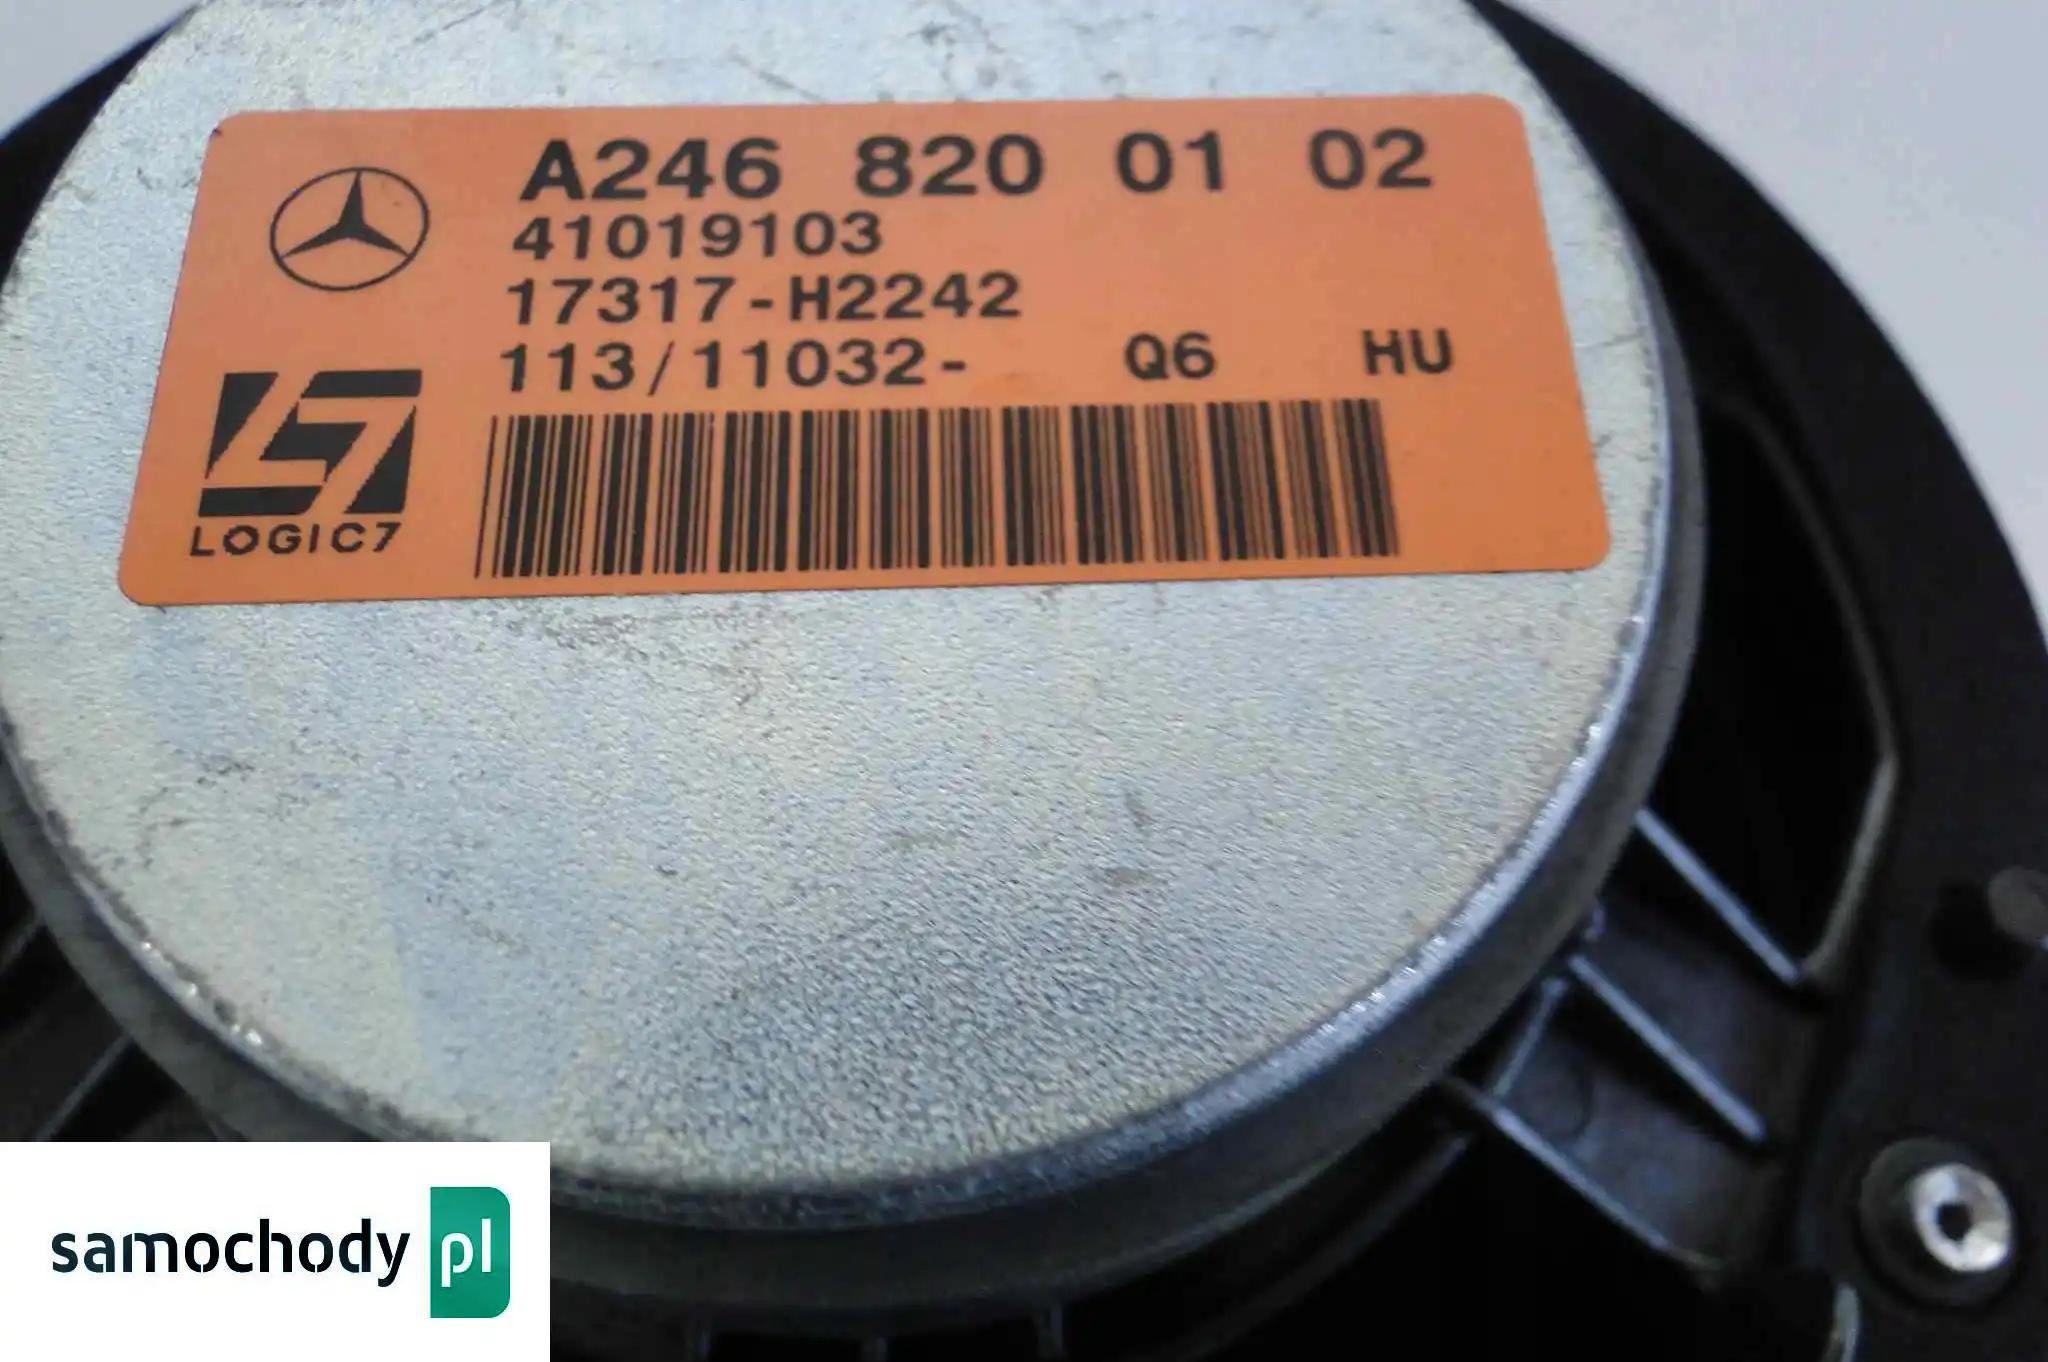 A246 820 01 02
41019103
17317-H2242
113/11032- Q6 HU
LOGIC7
samochody pl